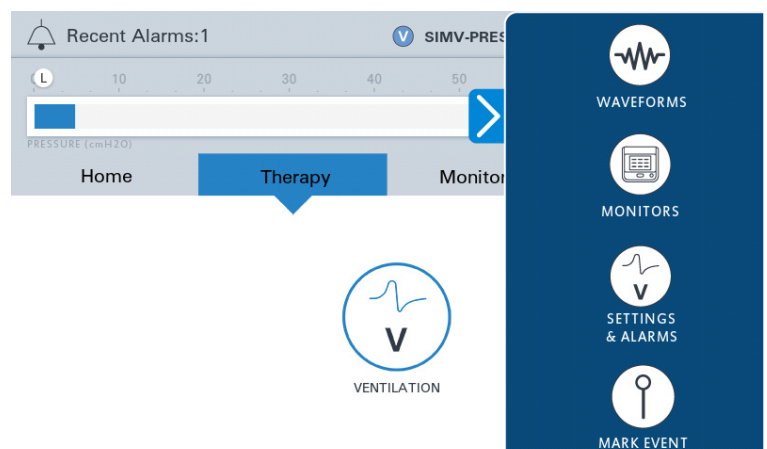 Recent Alarms:1
V SIMV-PRES
L 10 20 30 40 50
PRESSURE (cmH2O)
Home Therapy Monitor
V
VENTILATION
WAVEFORMS
MONITORS
V
SETTINGS
& ALARMS
MARK EVENT